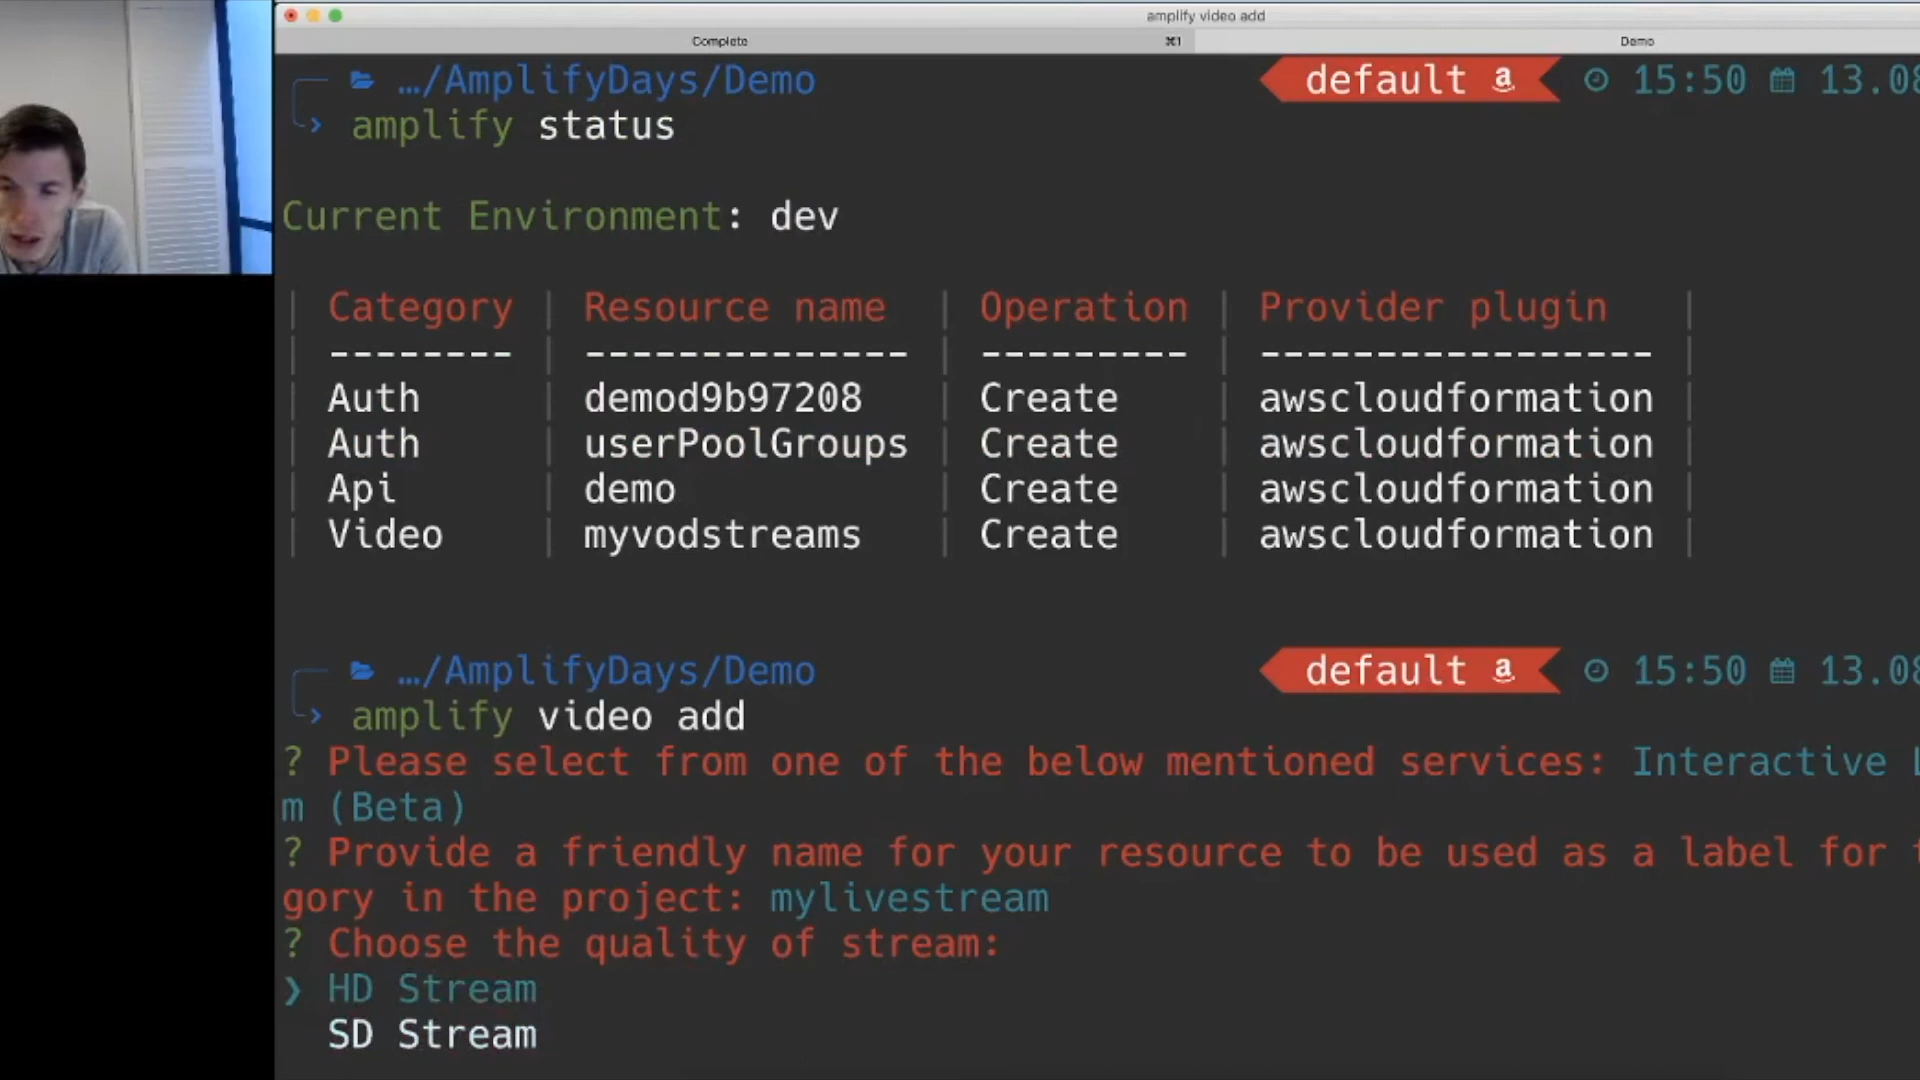 amplify video add
Complete ⌘1 Demo
…/AmplifyDays/Demo default a 15:50 13.08
amplify status
Current Environment: dev
| Category | Resource name | Operation | Provider plugin |
| -------- | -------------- | --------- | ----------------- |
| Auth | demod9b97208 | Create | awscloudformation |
| Auth | userPoolGroups | Create | awscloudformation |
| Api | demo | Create | awscloudformation |
| Video | myvodstreams | Create | awscloudformation |
…/AmplifyDays/Demo default a 15:50 13.08
amplify video add
? Please select from one of the below mentioned services: Interactive
m (Beta)
? Provide a friendly name for your resource to be used as a label for
gory in the project: mylivestream
? Choose the quality of stream:
❯ HD Stream
SD Stream